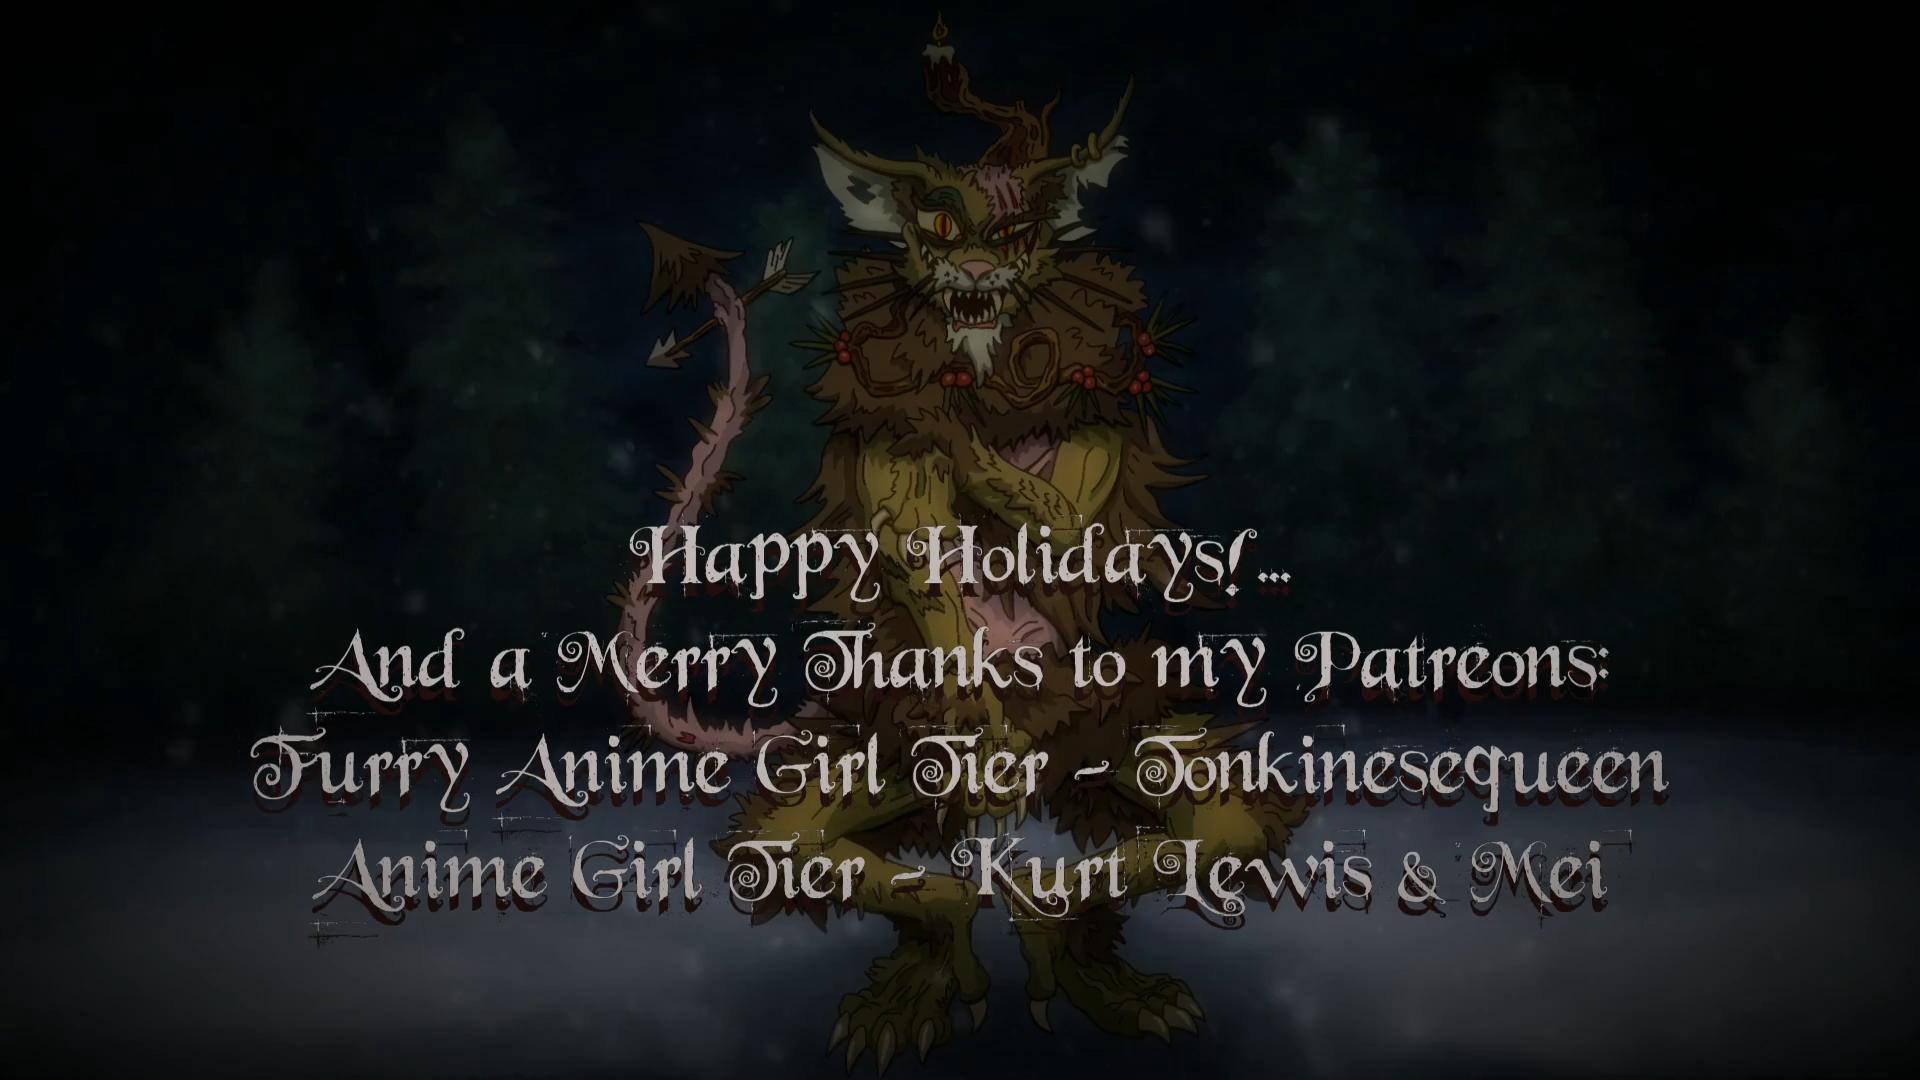 Happy Holidays!...
And a Merry Thanks to my Patreons:
Furry Anime Girl Tier - Tonkinesequeen
Anime Girl Tier - Kurt Lewis & Mei